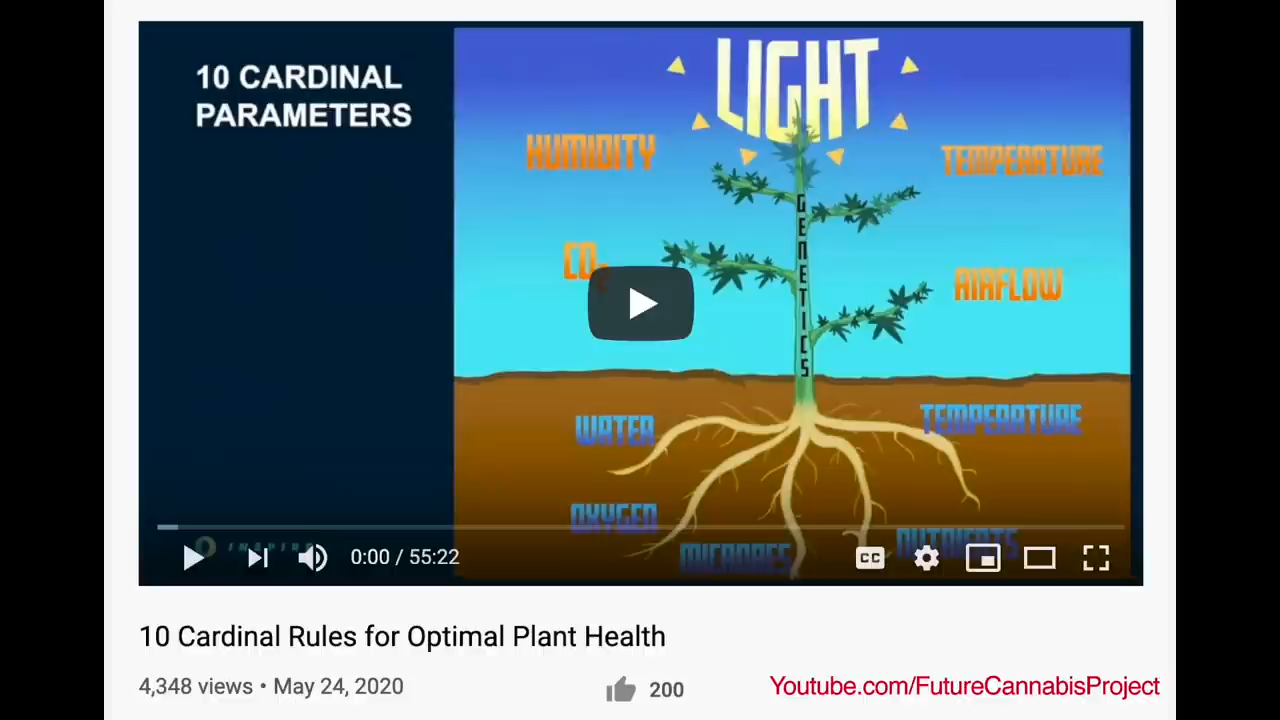 10 CARDINAL
PARAMETERS
LIGHT
HUMIDITY
TEMPERATURE
CO2
AIRFLOW
GENETICS
WATER
TEMPERATURE
OXYGEN
MICROBES
NUTRIENTS
0:00 / 55:22
CC
10 Cardinal Rules for Optimal Plant Health
4,348 views • May 24, 2020
200
Youtube.com/FutureCannabisProject